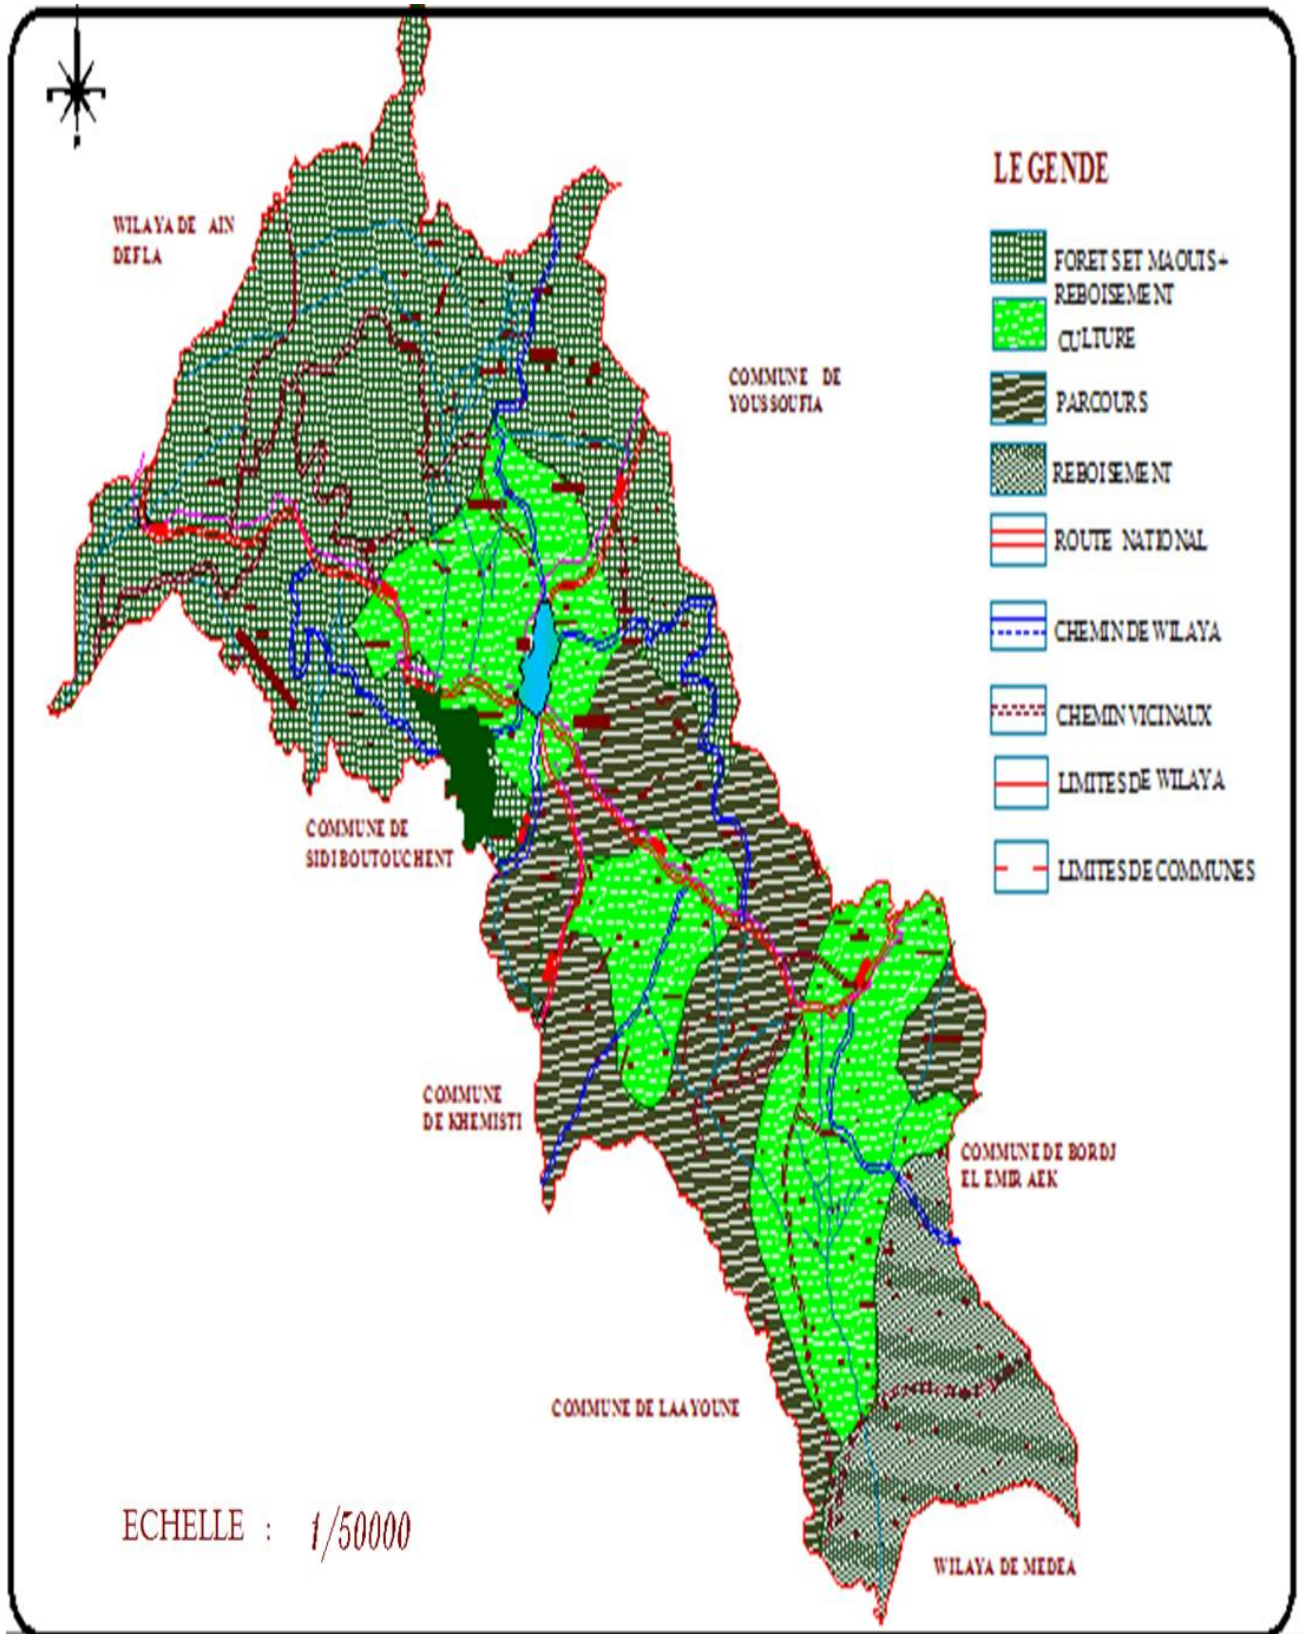 WILAYA DE AIN
DEFLA
COMMUNE DE
YOUSSOUFIA
COMMUNE DE
SIDI BOUTOUCHENT
COMMUNE
DE KHEMISTI
COMMUNE DE BORDJ
EL EMIR AEK
COMMUNE DE LAAYOUNE
WILAYA DE MEDEA
ECHELLE : 1/50000
LEGENDE
FORET SET MAQUIS +
REBOISEMENT
CULTURE
PARCOURS
REBOISEMENT
ROUTE NATIONAL
CHEMIN DE WILAYA
CHEMIN VICINAUX
LIMITES DE WILAYA
LIMITES DE COMMUNES